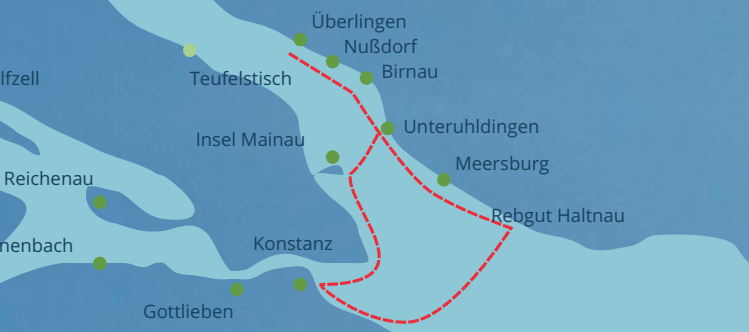 Überlingen
Nußdorf
Birnau
lfzell
Teufelstisch
Unteruhldingen
Insel Mainau
Meersburg
Reichenau
Rebgut Haltnau
nenbach
Konstanz
Gottlieben